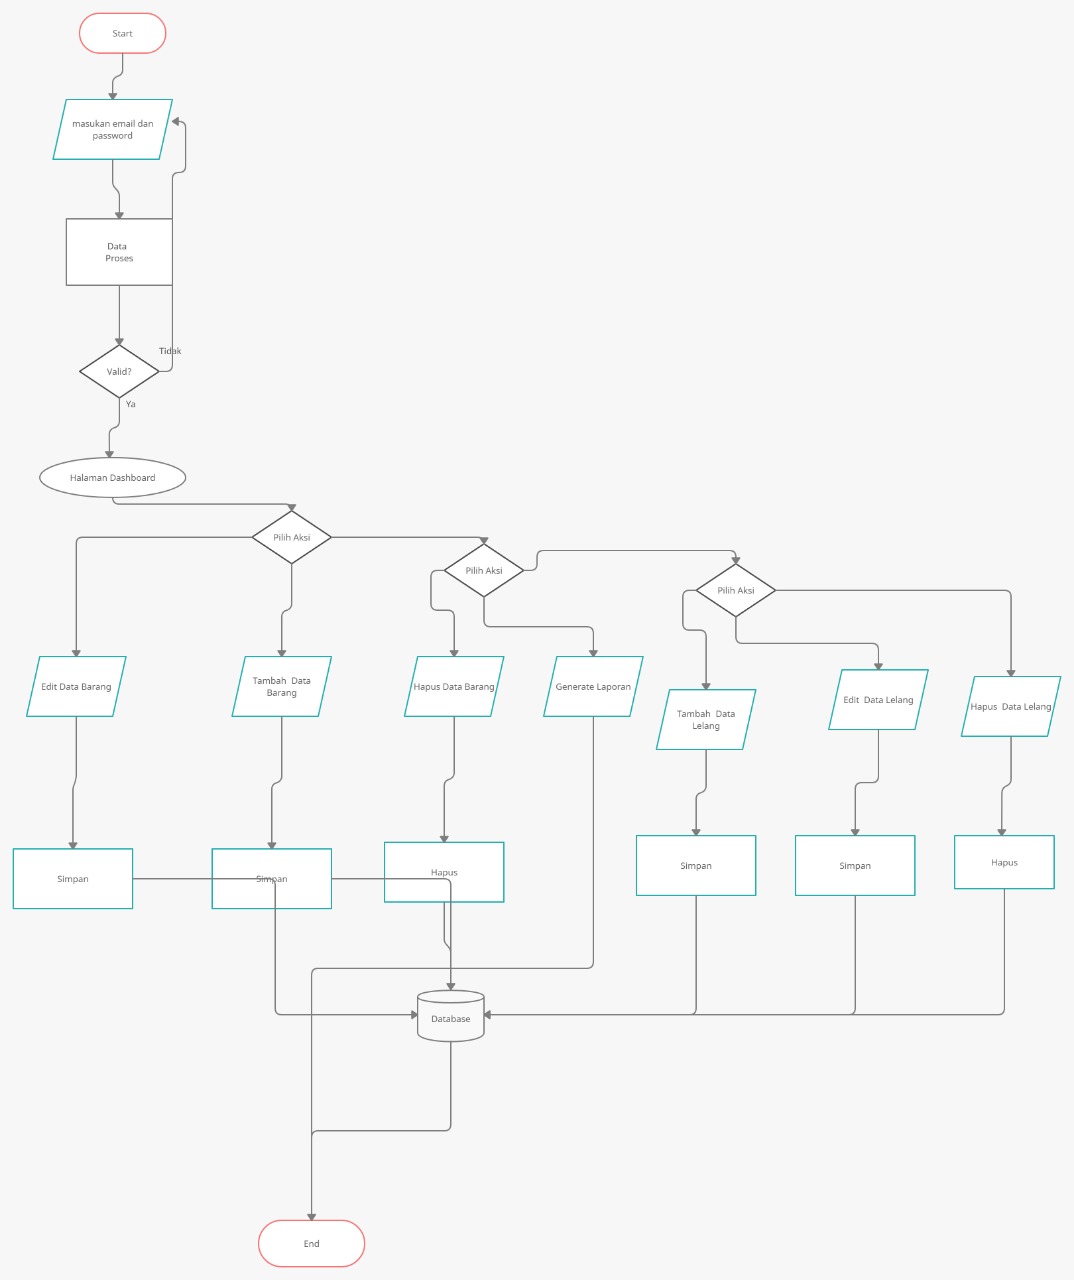 Start
masukan email dan
password
Data
Proses
Tidak
Valid?
Ya
Halaman Dashboard
Pilih Aksi
Pilih Aksi
Pilih Aksi
Edit Data Barang
Tambah Data
Barang
Hapus Data Barang
Generate Laporan
Tambah Data
Lelang
Edit Data Lelang
Hapus Data Lelang
Simpan
Simpan
Hapus
Simpan
Simpan
Hapus
Database
End